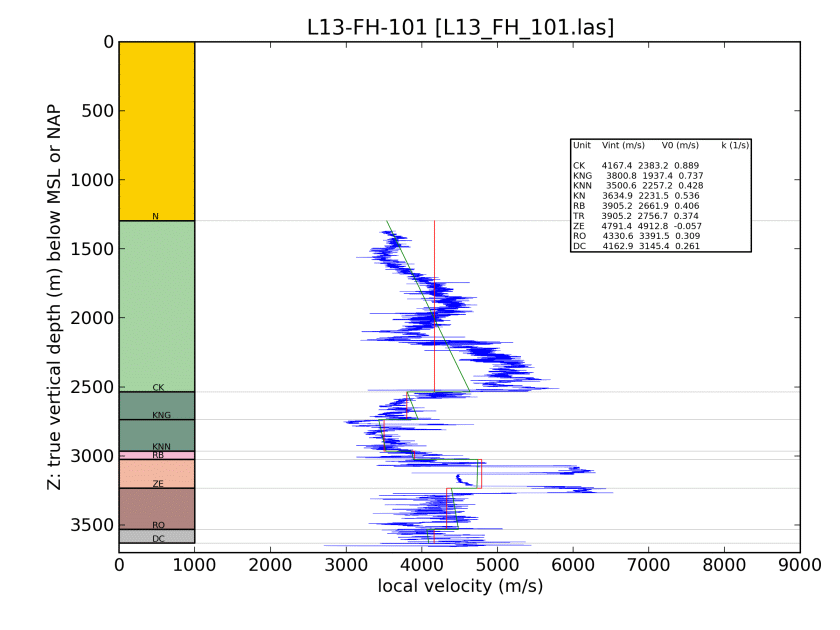 L13-FH-101 [L13_FH_101.las]
Z: true vertical depth (m) below MSL or NAP
0
500
1000
1500
2000
2500
3000
3500
N
CK
KNG
KNN
RB
ZE
RO
DC
Unit Vint (m/s) V0 (m/s) k (1/s)
CK 4167.4 2383.2 0.889
KNG 3800.8 1937.4 0.737
KNN 3500.6 2257.2 0.428
KN 3634.9 2231.5 0.536
RB 3905.2 2661.9 0.406
TR 3905.2 2756.7 0.374
ZE 4791.4 4912.8 -0.057
RO 4330.6 3391.5 0.309
DC 4162.9 3145.4 0.261
0 1000 2000 3000 4000 5000 6000 7000 8000 9000
local velocity (m/s)